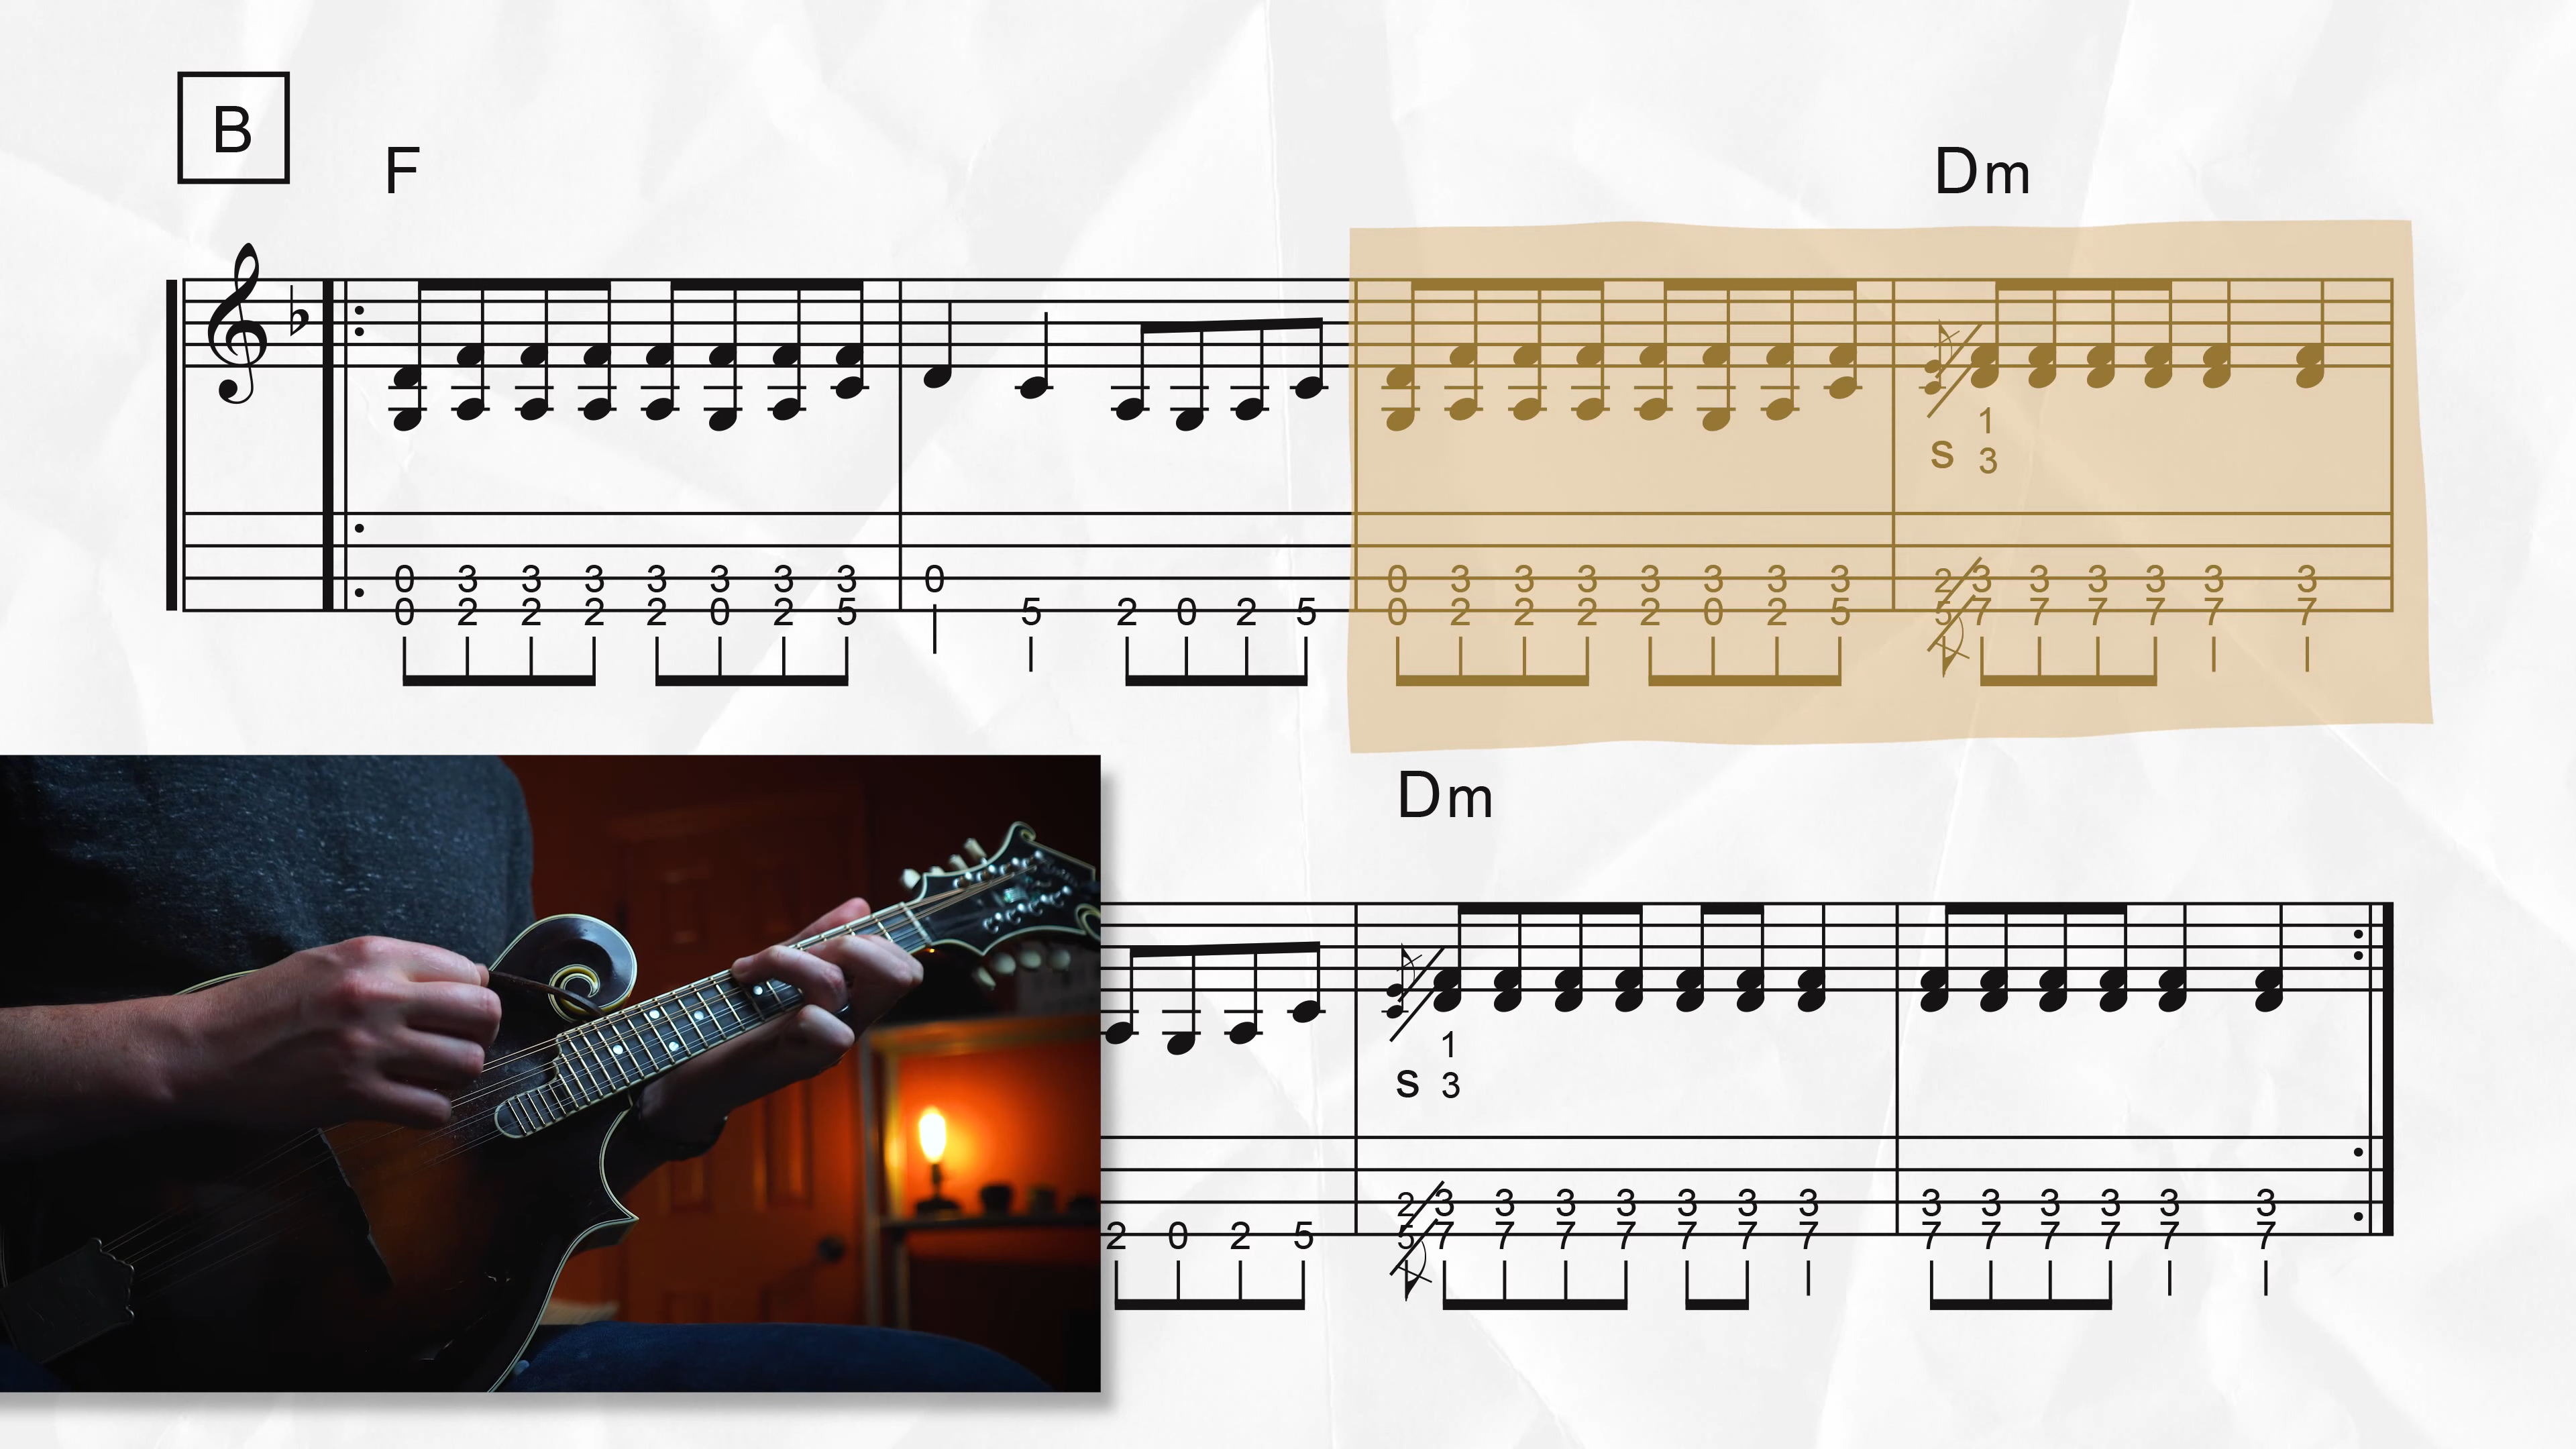 B
F Dm
1
S 3
0 3 3 3 3 3 3 3 0 0 3 3 3 3 3 3 3 2 3 3 3 3 3 3
0 2 2 2 2 0 2 5 5 2 0 2 5 0 2 2 2 2 0 2 5 5 7 7 7 7 7 7
Dm
1
S 3
2 3 3 3 3 3 3 3 3 3 3 3 3 3
2 0 2 5 5 7 7 7 7 7 7 7 7 7 7 7 7 7